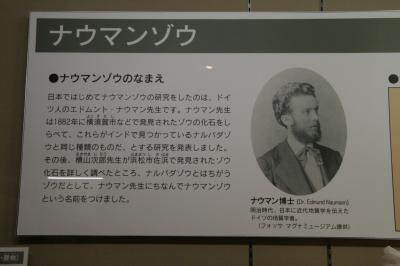 ナウマンゾウ
●ナウマンゾウのなまえ
日本ではじめてナウマンゾウの研究をしたのは、ドイ
ツ人のエドムント・ナウマン先生です。ナウマン先生
は1882年に横須賀市などで発見されたゾウの化石をし
らべて、これらがインドで見つかっているナルバダゾウ
と同じ種類のものだ、とする研究を発表しました。
その後、横山次郎先生が浜松市佐浜で発見されたゾウ
化石を詳しく調べたところ、ナルバダゾウとはちがう
ゾウだとして、ナウマン先生にちなんでナウマンゾウ
という名前をつけました。
ナウマン博士 (Dr. Edmund Naumann)
明治時代、日本に近代地質学を伝えた
ドイツの地質学者。
(フォッサ マグナミュージアム提供)